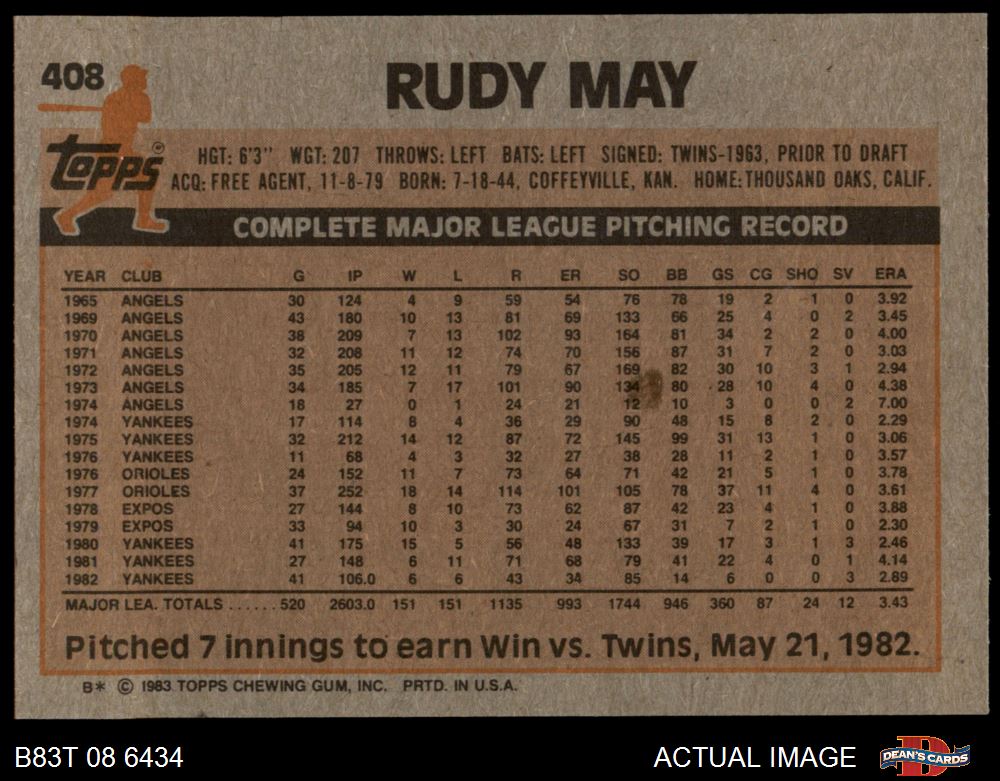 408
RUDY MAY
Topps®
HGT: 6'3" WGT: 207 THROWS: LEFT BATS: LEFT SIGNED: TWINS-1963, PRIOR TO DRAFT
ACQ: FREE AGENT, 11-8-79 BORN: 7-18-44, COFFEYVILLE, KAN. HOME: THOUSAND OAKS, CALIF.
COMPLETE MAJOR LEAGUE PITCHING RECORD
YEAR CLUB G IP W L R ER SO BB GS CG SHO SV ERA
1965 ANGELS 30 124 4 9 59 54 76 78 19 2 1 0 3.92
1969 ANGELS 43 180 10 13 81 69 133 66 25 4 0 2 3.45
1970 ANGELS 38 209 7 13 102 93 164 81 34 2 2 0 4.00
1971 ANGELS 32 208 11 12 74 70 156 87 31 7 2 0 3.03
1972 ANGELS 35 205 12 11 79 67 169 82 30 10 3 1 2.94
1973 ANGELS 34 185 7 17 101 90 134 80 28 10 4 0 4.38
1974 ANGELS 18 27 0 1 24 21 12 10 3 0 0 2 7.00
1974 YANKEES 17 114 8 4 36 29 90 48 15 8 2 0 2.29
1975 YANKEES 32 212 14 12 87 72 145 99 31 13 1 0 3.06
1976 YANKEES 11 68 4 3 32 27 38 28 11 2 1 0 3.57
1976 ORIOLES 24 152 11 7 73 64 71 42 21 5 1 0 3.78
1977 ORIOLES 37 252 18 14 114 101 105 78 37 11 4 0 3.61
1978 EXPOS 27 144 8 10 73 62 87 42 23 4 1 0 3.88
1979 EXPOS 33 94 10 3 30 24 67 31 7 2 1 0 2.30
1980 YANKEES 41 175 15 5 56 48 133 39 17 3 1 3 2.46
1981 YANKEES 27 148 6 11 71 68 79 41 22 4 0 1 4.14
1982 YANKEES 41 106.0 6 6 43 34 85 14 6 0 0 3 2.89
MAJOR LEA. TOTALS ...... 520 2603.0 151 151 1135 993 1744 946 360 87 24 12 3.43
Pitched 7 innings to earn Win vs. Twins, May 21, 1982.
B* © 1983 TOPPS CHEWING GUM, INC. PRTD. IN U.S.A.
B83T 08 6434 ACTUAL IMAGE DEAN'S CARDS